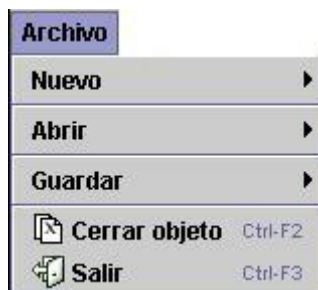 Archivo
Nuevo
Abrir
Guardar
Cerrar objeto Ctrl-F2
Salir Ctrl-F3